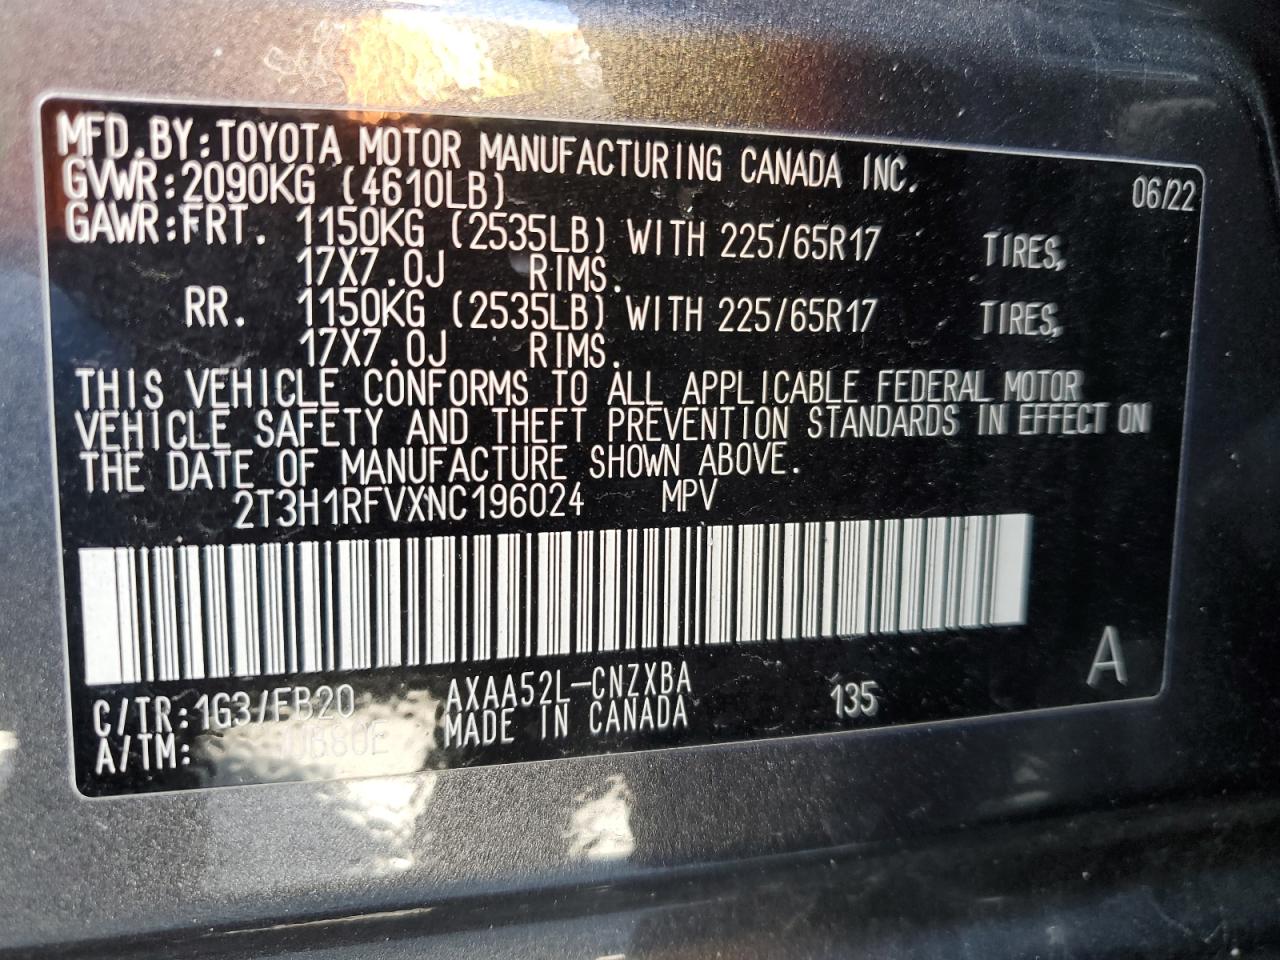 MFD.BY:TOYOTA MOTOR MANUFACTURING CANADA INC.
GVWR:2090KG (4610LB) 06/22
GAWR:FRT. 1150KG (2535LB) WITH 225/65R17 TIRES,
17X7.0J RIMS.
RR. 1150KG (2535LB) WITH 225/65R17 TIRES,
17X7.0J RIMS.
THIS VEHICLE CONFORMS TO ALL APPLICABLE FEDERAL MOTOR
VEHICLE SAFETY AND THEFT PREVENTION STANDARDS IN EFFECT ON
THE DATE OF MANUFACTURE SHOWN ABOVE.
2T3H1RFVXNC196024 MPV
A
C/TR:1G3/FB20 AXAA52L-CNZXBA 135
A/TM: MADE IN CANADA